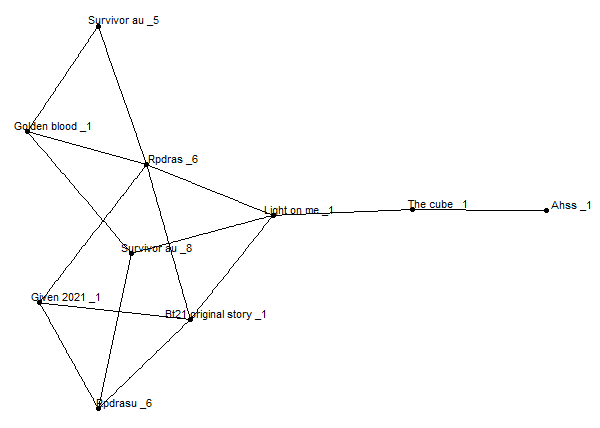 Survivor au _5
Golden blood _1
Rpdras _6
Light on me _1
The cube _1
Ahss _1
Survivor au _8
Given 2021 _1
Bt21 original story _1
Rpdrasu _6